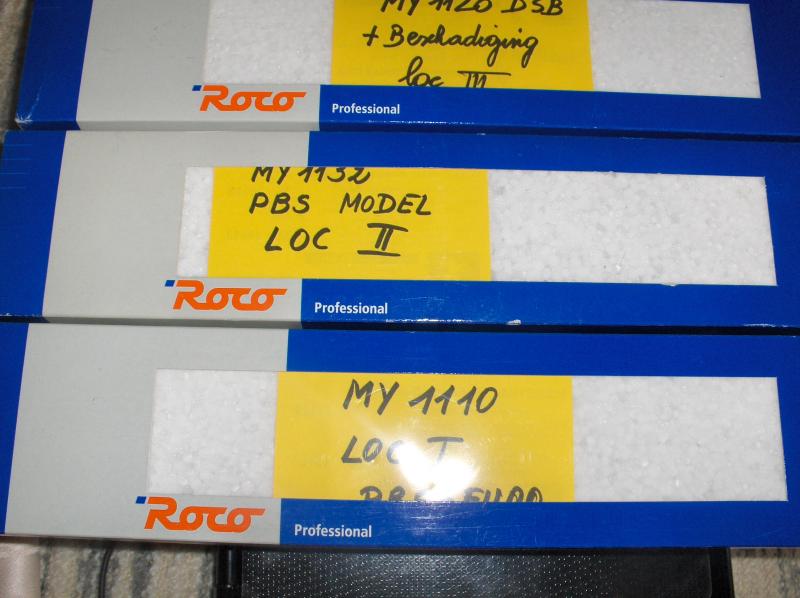 MY 1120 DSB
+ Beschadiging
loc III
Roco
Professional
MY 1132
PBS MODEL
LOC II
Roco
Professional
MY 1110
LOC I
Roco
Professional